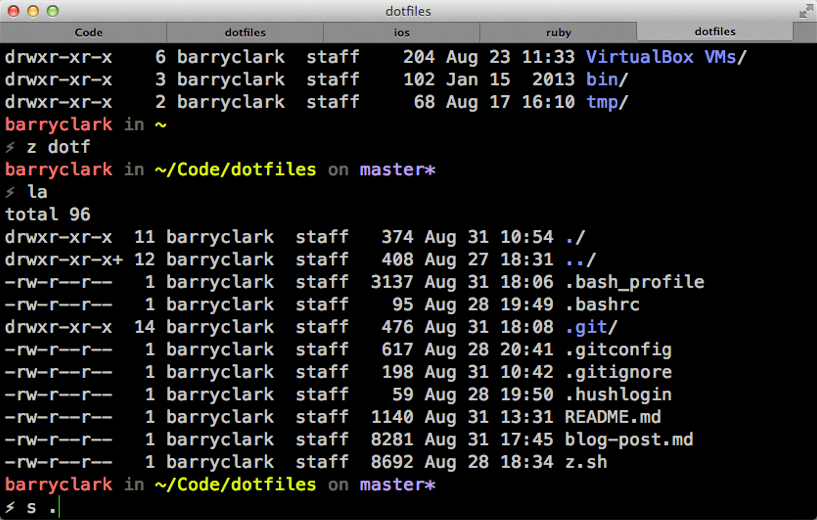 dotfiles
Code dotfiles ios ruby dotfiles
drwxr-xr-x    6 barryclark  staff    204 Aug 23 11:33 VirtualBox VMs/
drwxr-xr-x    3 barryclark  staff    102 Jan 15  2013 bin/
drwxr-xr-x    2 barryclark  staff     68 Aug 17 16:10 tmp/
barryclark in ~
⚡ z dotf
barryclark in ~/Code/dotfiles on master*
⚡ la
total 96
drwxr-xr-x  11 barryclark  staff   374 Aug 31 10:54 ./
drwxr-xr-x+ 12 barryclark  staff   408 Aug 27 18:31 ../
-rw-r--r--   1 barryclark  staff  3137 Aug 31 18:06 .bash_profile
-rw-r--r--   1 barryclark  staff    95 Aug 28 19:49 .bashrc
drwxr-xr-x  14 barryclark  staff   476 Aug 31 18:08 .git/
-rw-r--r--   1 barryclark  staff   617 Aug 28 20:41 .gitconfig
-rw-r--r--   1 barryclark  staff   198 Aug 31 10:42 .gitignore
-rw-r--r--   1 barryclark  staff    59 Aug 28 19:50 .hushlogin
-rw-r--r--   1 barryclark  staff  1140 Aug 31 13:31 README.md
-rw-r--r--   1 barryclark  staff  8281 Aug 31 17:45 blog-post.md
-rw-r--r--   1 barryclark  staff  8692 Aug 28 18:34 z.sh
barryclark in ~/Code/dotfiles on master*
⚡ s .